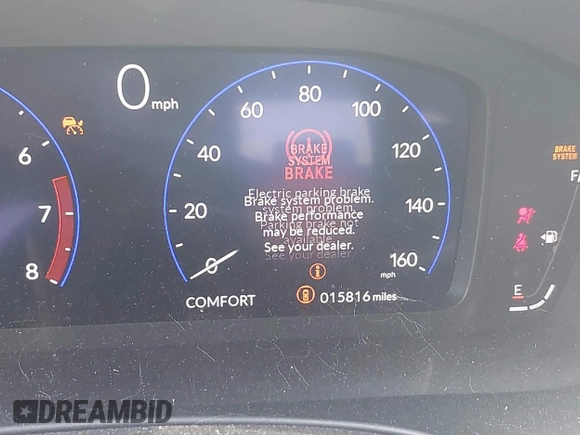 0 mph
80
60
100
6
40
120
BRAKE
SYSTEM
BRAKE
BRAKE
SYSTEM
Electric parking brake
Brake system problem.
system problem.
7
20
140
Brake performance
Parking brake not
may be reduced.
available.
See your dealer.
See your dealer.
8
0
160
mph
E
COMFORT
015816 miles
DREAMBID